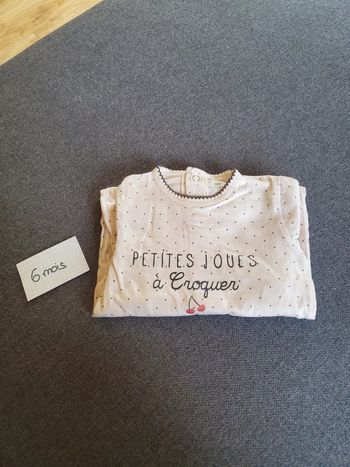 PETITES JOUES
à Croquer
6 mois